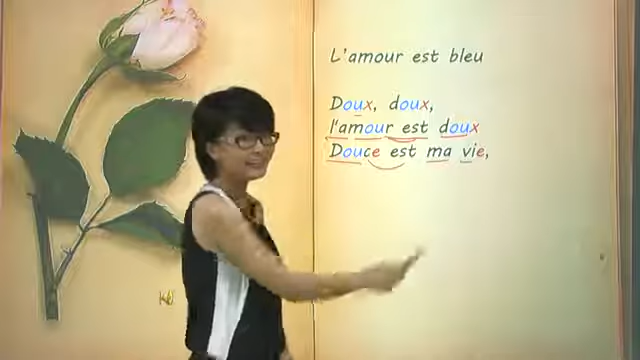 L'amour est bleu
Doux, doux,
l'amour est doux
Douce est ma vie,